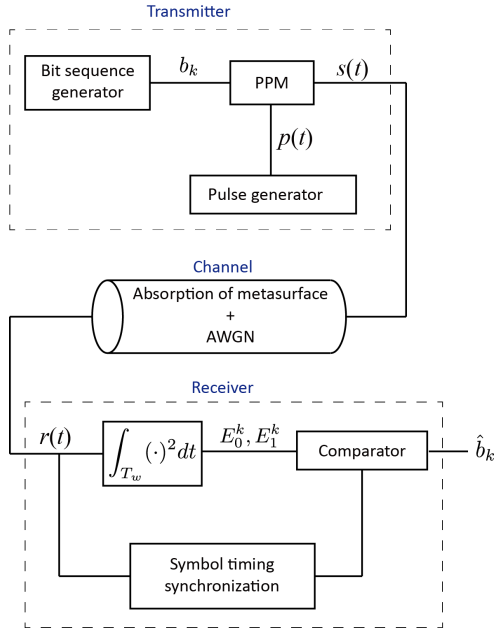 Transmitter
Bit sequence
generator
b_k
PPM
s(t)
p(t)
Pulse generator
Channel
Absorption of metasurface
+
AWGN
Receiver
r(t)
∫_{T_w} (·)² dt
E_0^k, E_1^k
Comparator
b̂_k
Symbol timing
synchronization